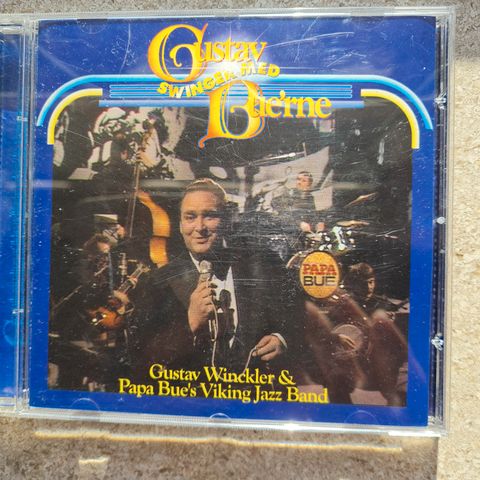 Gustav
SWINGER MED
Bue'rne
PAPA
BUE
Gustav Winckler &
Papa Bue's Viking Jazz Band